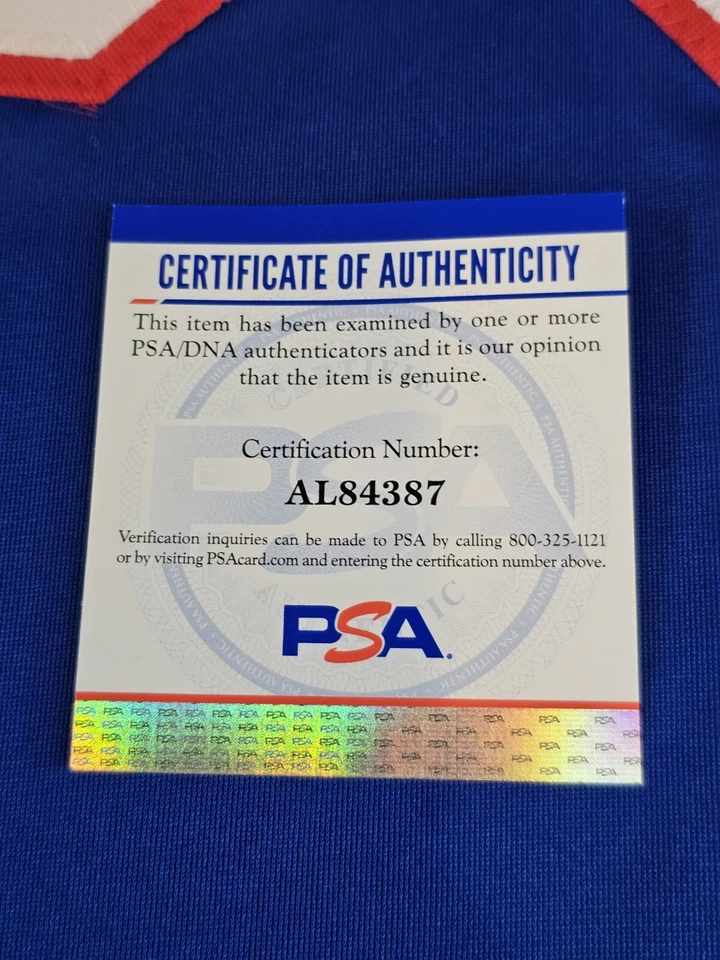 CERTIFICATE OF AUTHENTICITY
This item has been examined by one or more
PSA/DNA authenticators and it is our opinion
that the item is genuine.
CERTIFIED
Certification Number:
AL84387
Verification inquiries can be made to PSA by calling 800-325-1121
or by visiting PSAcard.com and entering the certification number above.
PSA.